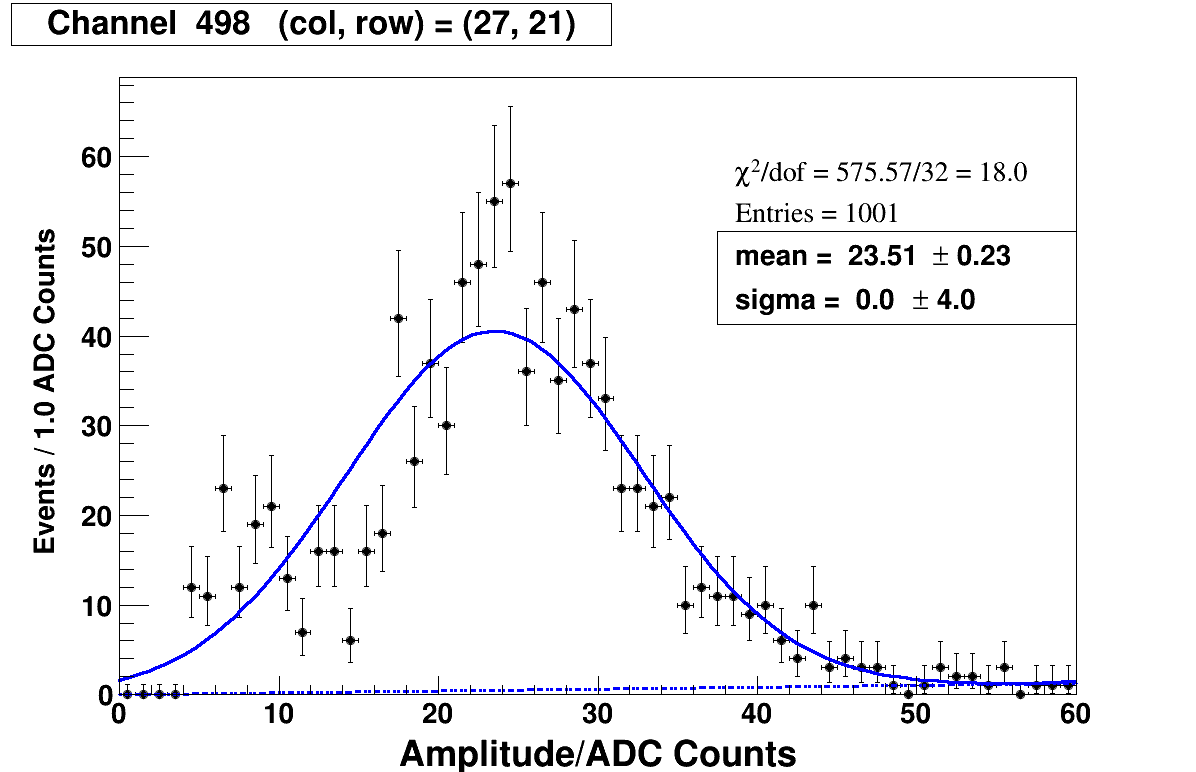 Channel 498 (col, row) = (27, 21)
χ²/dof = 575.57/32 = 18.0
Entries = 1001
mean = 23.51 ± 0.23
sigma = 0.0 ± 4.0
Events / 1.0 ADC Counts
60
50
40
30
20
10
0
0 10 20 30 40 50 60
Amplitude/ADC Counts